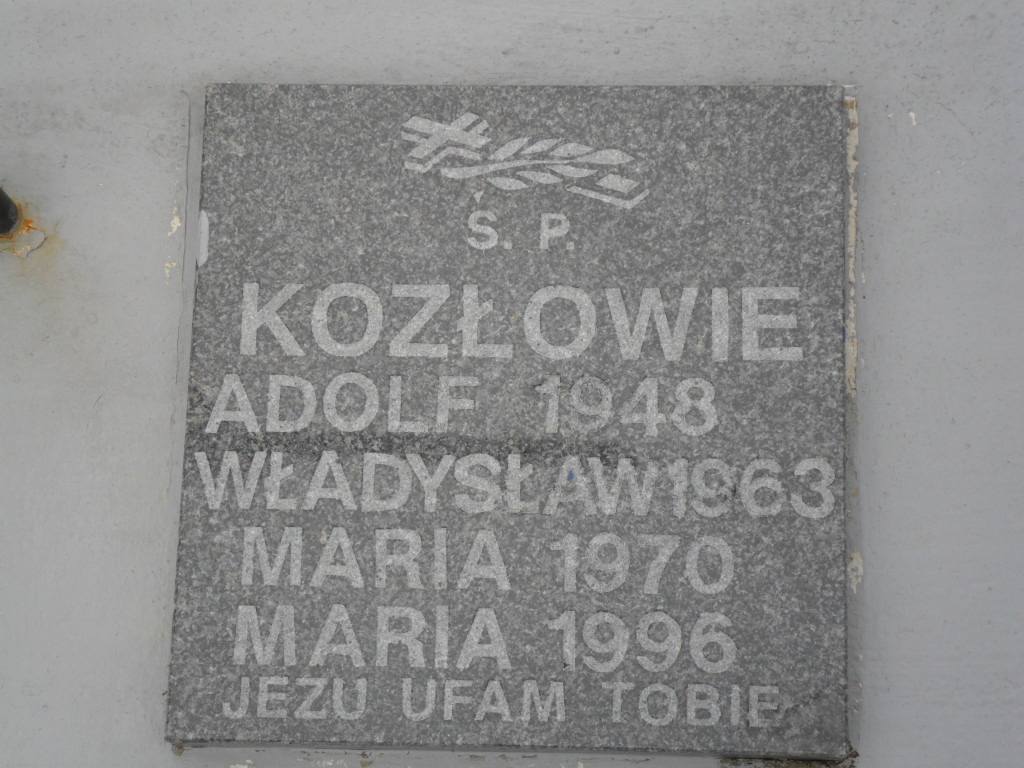 Ś. P.
KOZŁOWIE
ADOLF 1948
WŁADYSŁAW 1963
MARIA 1970
MARIA 1996
JEZU UFAM TOBIE